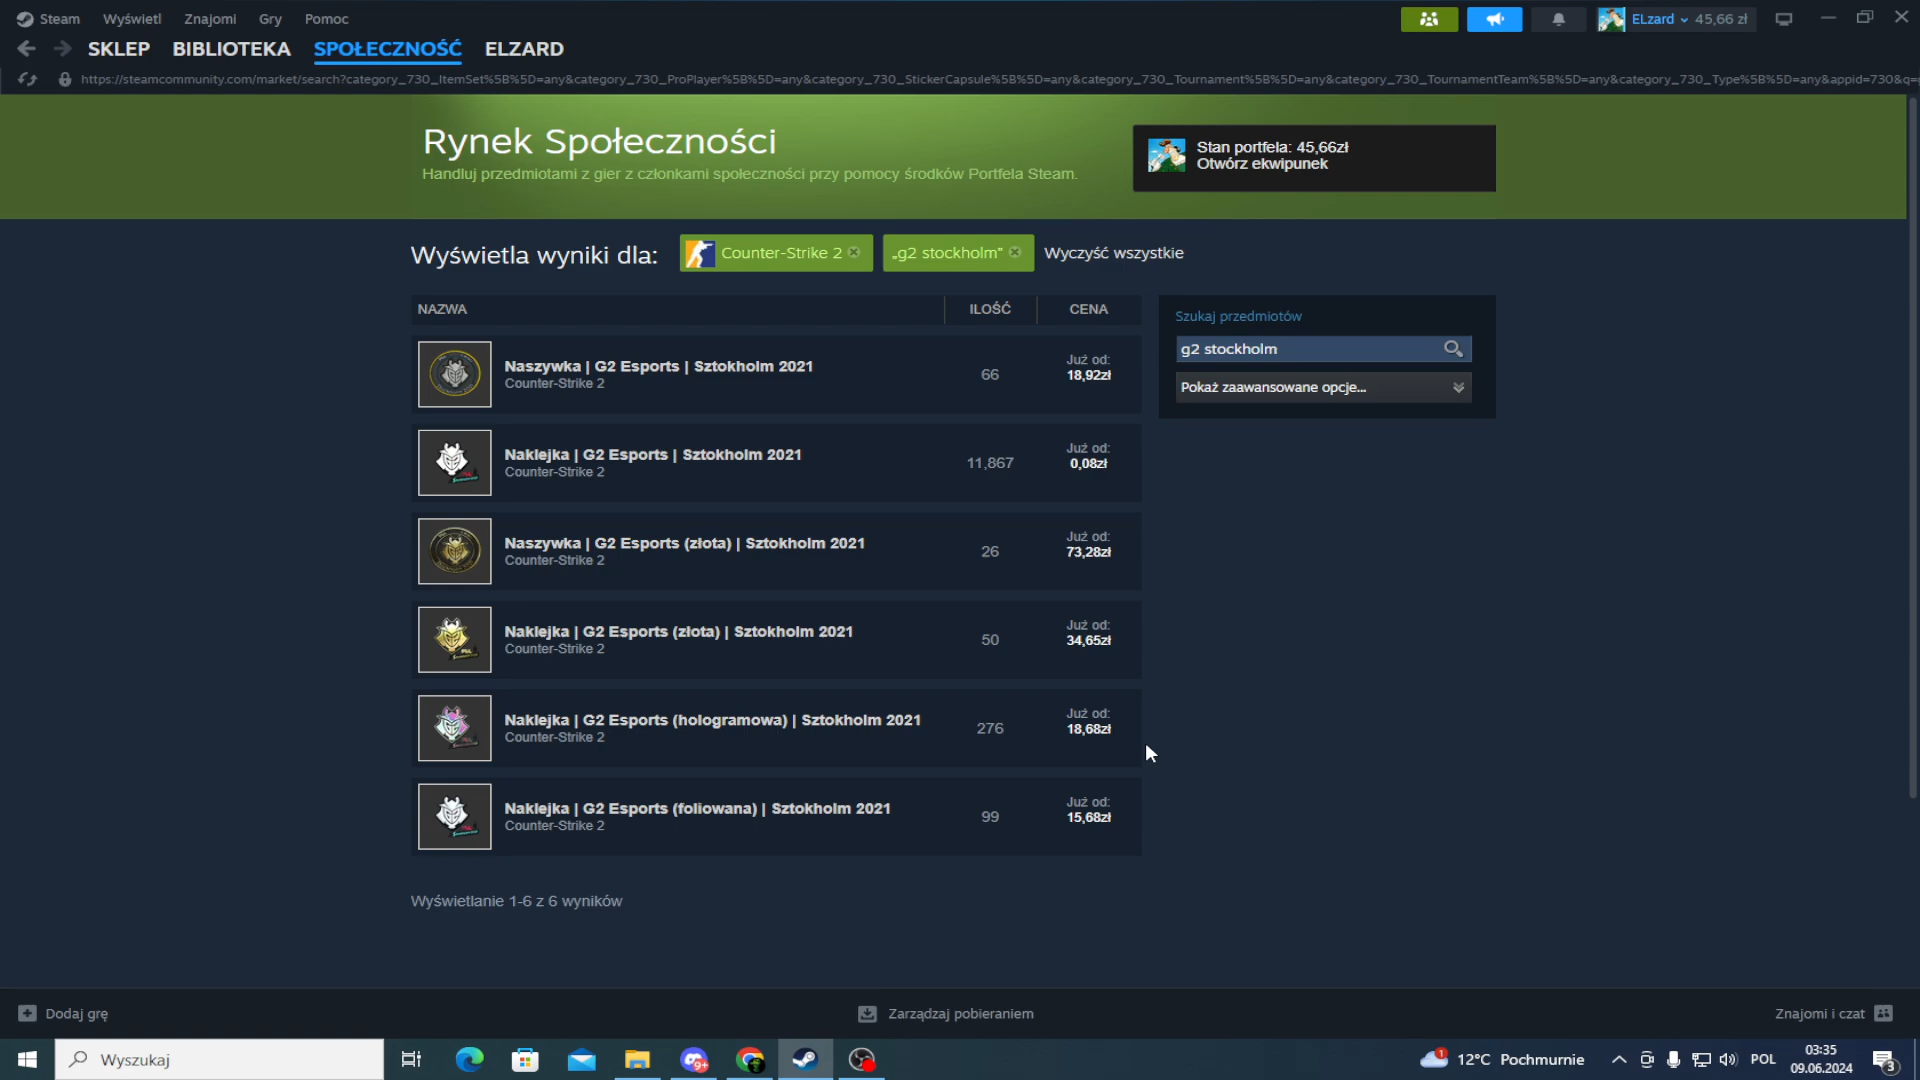 Steam Wyświetl Znajomi Gry Pomoc
ELzard 45,66 zł
SKLEP BIBLIOTEKA SPOŁECZNOŚĆ ELZARD
https://steamcommunity.com/market/search?category_730_ItemSet%5B%5D=any&category_730_ProPlayer%5B%5D=any&category_730_StickerCapsule%5B%5D=any&category_730_Tournament%5B%5D=any&category_730_TournamentTeam%5B%5D=any&category_730_Type%5B%5D=any&appid=730&q=
Rynek Społeczności
Handluj przedmiotami z gier z członkami społeczności przy pomocy środków Portfela Steam.
Stan portfela: 45,66zł
Otwórz ekwipunek
Wyświetla wyniki dla: Counter-Strike 2 „g2 stockholm” Wyczyść wszystkie
NAZWA ILOŚĆ CENA
Naszywka | G2 Esports | Sztokholm 2021
Counter-Strike 2
66
Już od:
18,92zł
Naklejka | G2 Esports | Sztokholm 2021
Counter-Strike 2
11,867
Już od:
0,08zł
Naszywka | G2 Esports (złota) | Sztokholm 2021
Counter-Strike 2
26
Już od:
73,28zł
Naklejka | G2 Esports (złota) | Sztokholm 2021
Counter-Strike 2
50
Już od:
34,65zł
Naklejka | G2 Esports (hologramowa) | Sztokholm 2021
Counter-Strike 2
276
Już od:
18,68zł
Naklejka | G2 Esports (foliowana) | Sztokholm 2021
Counter-Strike 2
99
Już od:
15,68zł
Szukaj przedmiotów
g2 stockholm
Pokaż zaawansowane opcje...
Wyświetlanie 1-6 z 6 wyników
Dodaj grę
Zarządzaj pobieraniem
Znajomi i czat
Wyszukaj
9+
1
12°C Pochmurnie
POL
03:35
09.06.2024
3